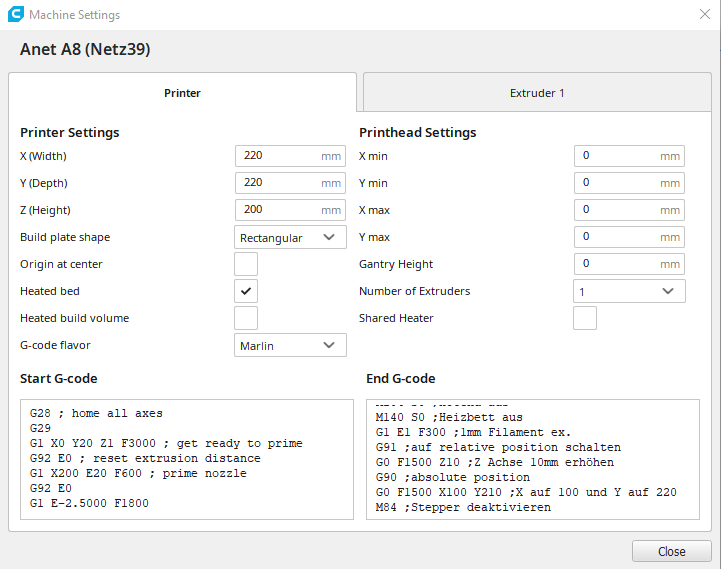 Machine Settings
Anet A8 (Netz39)
Printer
Extruder 1
Printer Settings
X (Width) 220 mm
Y (Depth) 220 mm
Z (Height) 200 mm
Build plate shape Rectangular
Origin at center
Heated bed
Heated build volume
G-code flavor Marlin
Printhead Settings
X min 0 mm
Y min 0 mm
X max 0 mm
Y max 0 mm
Gantry Height 0 mm
Number of Extruders 1
Shared Heater
Start G-code
G28 ; home all axes
G29
G1 X0 Y20 Z1 F3000 ; get ready to prime
G92 E0 ; reset extrusion distance
G1 X200 E20 F600 ; prime nozzle
G92 E0
G1 E-2.5000 F1800
End G-code
M140 S0 ;Heizbett aus
G1 E1 F300 ;1mm Filament ex.
G91 ;auf relative position schalten
G0 F1500 Z10 ;Z Achse 10mm erhöhen
G90 ;absolute position
G0 F1500 X100 Y210 ;X auf 100 und Y auf 220
M84 ;Stepper deaktivieren
Close